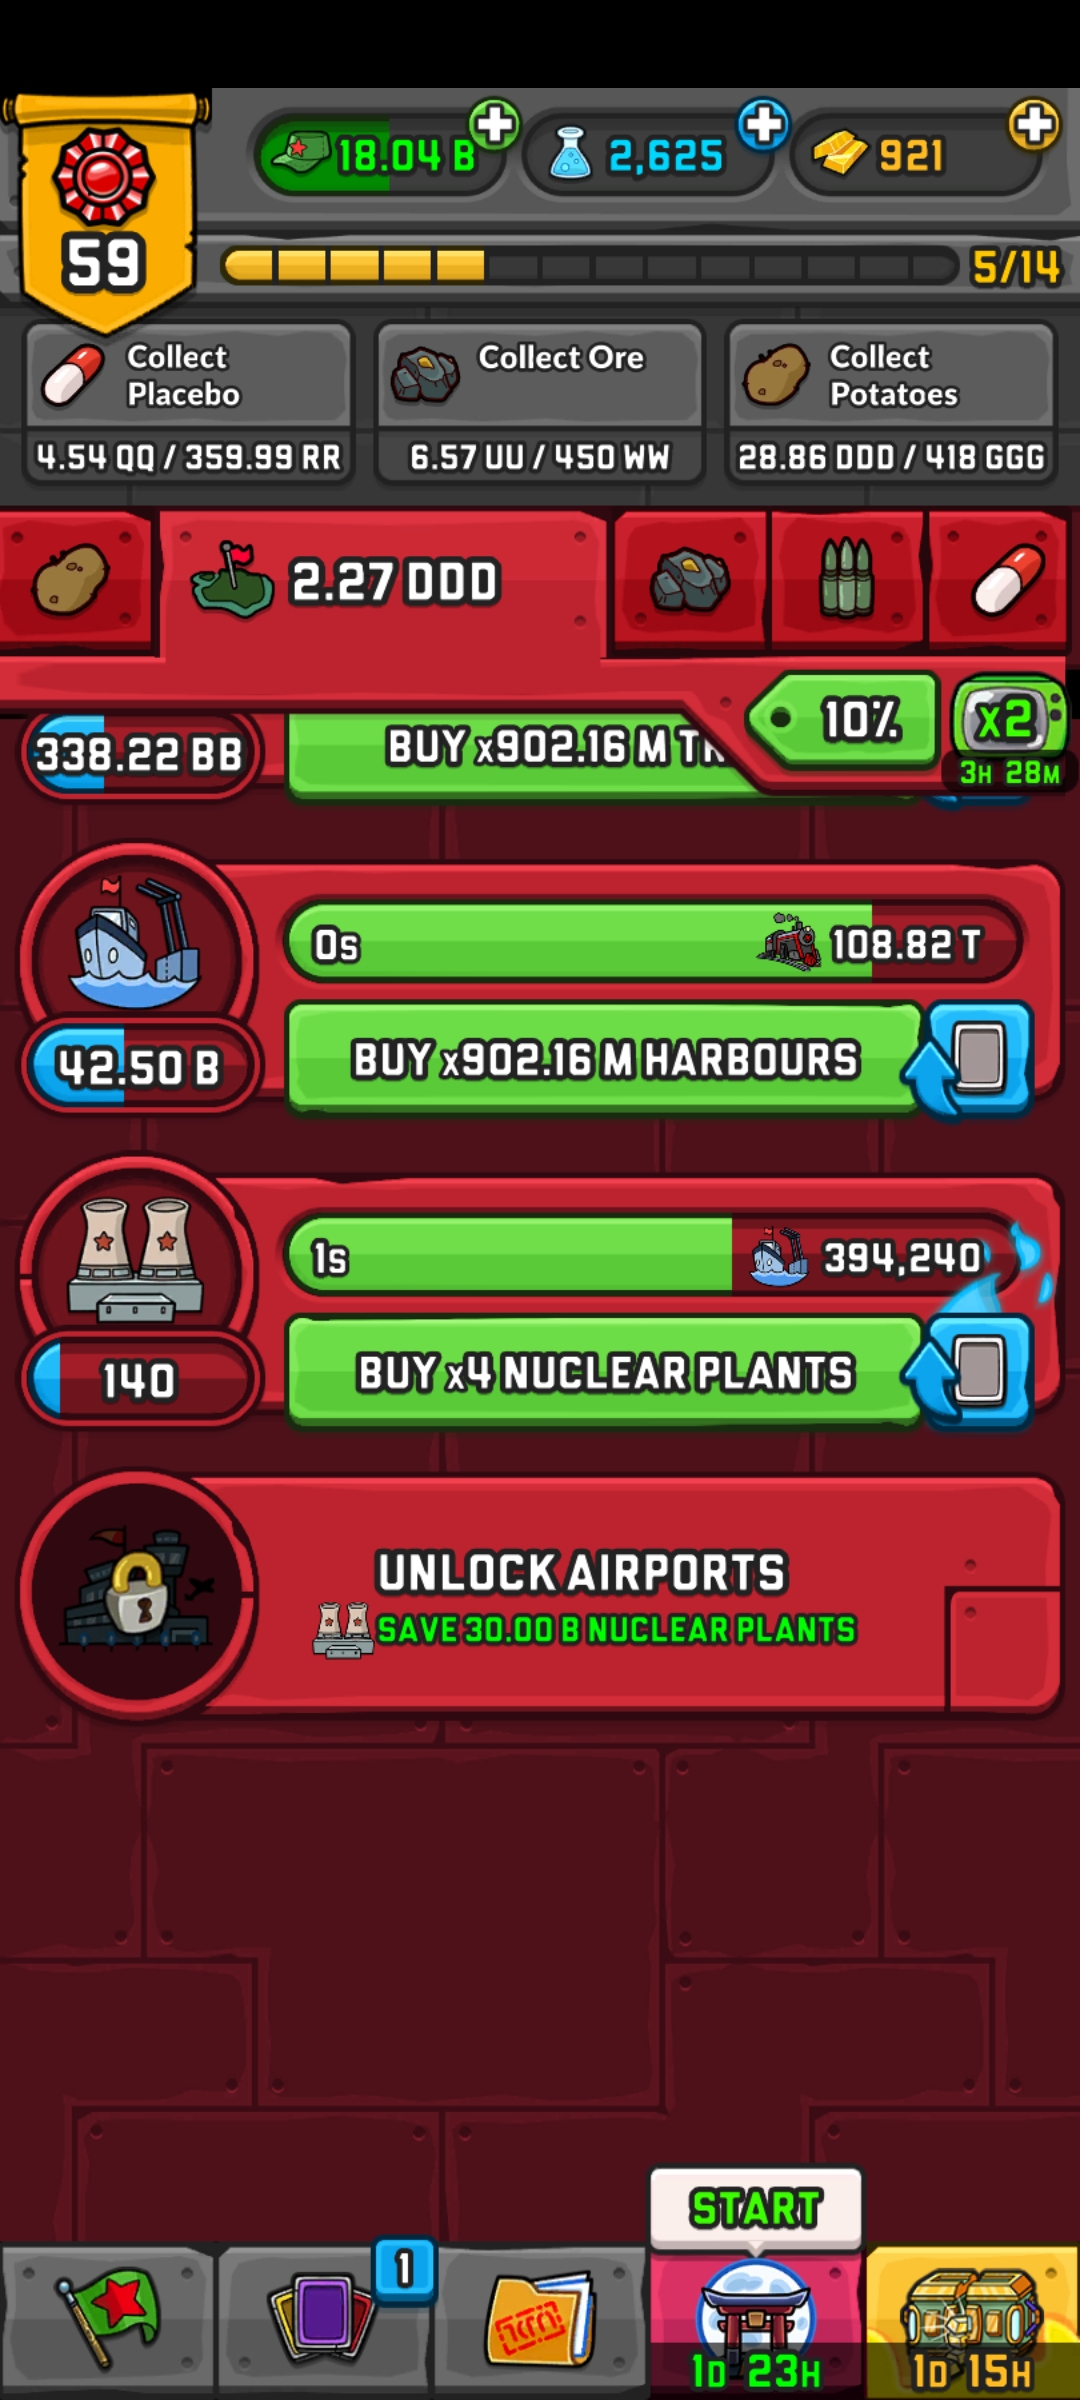 18.04 B
2,625
921
59
5/14
Collect
Placebo
4.54 QQ / 359.99 RR
Collect Ore
6.57 UU / 450 WW
Collect
Potatoes
28.86 DDD / 418 GGG
2.27 DDD
10%
x2
3H 28M
338.22 BB
BUY x902.16 M
0s
108.82 T
42.50 B
BUY x902.16 M HARBOURS
1s
394,240
140
BUY x4 NUCLEAR PLANTS
UNLOCK AIRPORTS
SAVE 30.00 B NUCLEAR PLANTS
START
1
1D 23H
1D 15H